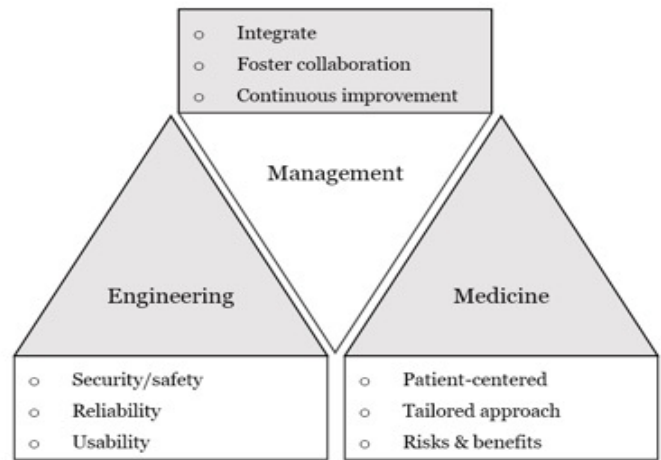 o Integrate
o Foster collaboration
o Continuous improvement
Management
Engineering
Medicine
o Security/safety
o Reliability
o Usability
o Patient-centered
o Tailored approach
o Risks & benefits